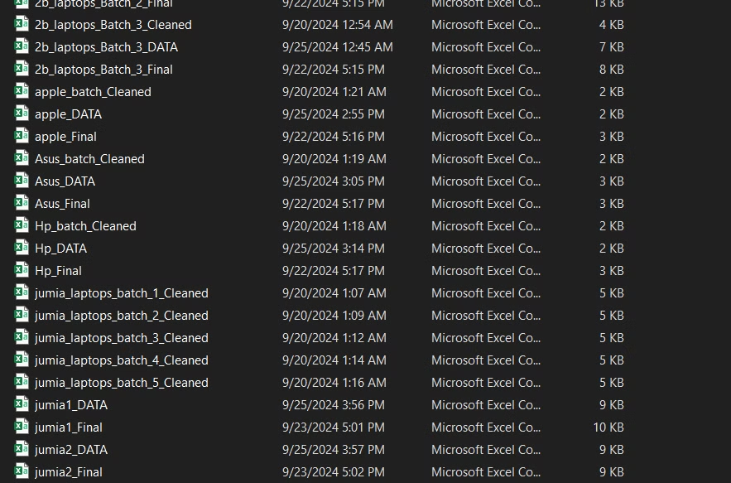 2b_laptops_Batch_2_Final 9/22/2024 5:15 PM Microsoft Excel Co... 13 KB
2b_laptops_Batch_3_Cleaned 9/20/2024 12:54 AM Microsoft Excel Co... 4 KB
2b_laptops_Batch_3_DATA 9/25/2024 12:45 AM Microsoft Excel Co... 7 KB
2b_laptops_Batch_3_Final 9/22/2024 5:15 PM Microsoft Excel Co... 8 KB
apple_batch_Cleaned 9/20/2024 1:21 AM Microsoft Excel Co... 2 KB
apple_DATA 9/25/2024 2:55 PM Microsoft Excel Co... 2 KB
apple_Final 9/22/2024 5:16 PM Microsoft Excel Co... 3 KB
Asus_batch_Cleaned 9/20/2024 1:19 AM Microsoft Excel Co... 2 KB
Asus_DATA 9/25/2024 3:05 PM Microsoft Excel Co... 3 KB
Asus_Final 9/22/2024 5:17 PM Microsoft Excel Co... 3 KB
Hp_batch_Cleaned 9/20/2024 1:18 AM Microsoft Excel Co... 2 KB
Hp_DATA 9/25/2024 3:14 PM Microsoft Excel Co... 2 KB
Hp_Final 9/22/2024 5:17 PM Microsoft Excel Co... 3 KB
jumia_laptops_batch_1_Cleaned 9/20/2024 1:07 AM Microsoft Excel Co... 5 KB
jumia_laptops_batch_2_Cleaned 9/20/2024 1:09 AM Microsoft Excel Co... 5 KB
jumia_laptops_batch_3_Cleaned 9/20/2024 1:12 AM Microsoft Excel Co... 5 KB
jumia_laptops_batch_4_Cleaned 9/20/2024 1:14 AM Microsoft Excel Co... 5 KB
jumia_laptops_batch_5_Cleaned 9/20/2024 1:16 AM Microsoft Excel Co... 5 KB
jumia1_DATA 9/25/2024 3:56 PM Microsoft Excel Co... 9 KB
jumia1_Final 9/23/2024 5:01 PM Microsoft Excel Co... 10 KB
jumia2_DATA 9/25/2024 3:57 PM Microsoft Excel Co... 9 KB
jumia2_Final 9/23/2024 5:02 PM Microsoft Excel Co... 9 KB